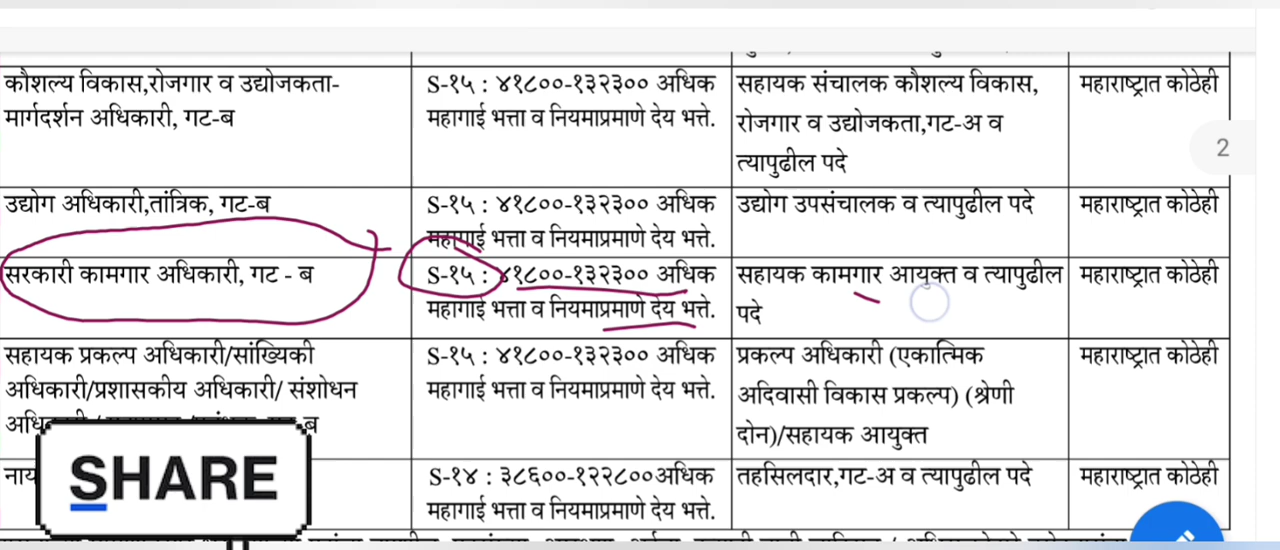 कौशल्य विकास,रोजगार व उद्योजकता-
मार्गदर्शन अधिकारी, गट-ब
S-१५ : ४१८००-१३२३०० अधिक
महागाई भत्ता व नियमाप्रमाणे देय भत्ते.
सहायक संचालक कौशल्य विकास,
रोजगार व उद्योजकता,गट-अ व
त्यापुढील पदे
महाराष्ट्रात कोठेही
2
उद्योग अधिकारी,तांत्रिक, गट-ब
S-१५ : ४१८००-१३२३०० अधिक
महागाई भत्ता व नियमाप्रमाणे देय भत्ते.
उद्योग उपसंचालक व त्यापुढील पदे
महाराष्ट्रात कोठेही
सरकारी कामगार अधिकारी, गट - ब
S-१५ : ४१८००-१३२३०० अधिक
महागाई भत्ता व नियमाप्रमाणे देय भत्ते.
सहायक कामगार आयुक्त व त्यापुढील
पदे
महाराष्ट्रात कोठेही
सहायक प्रकल्प अधिकारी/सांख्यिकी
अधिकारी/प्रशासकीय अधिकारी/ संशोधन
S-१५ : ४१८००-१३२३०० अधिक
महागाई भत्ता व नियमाप्रमाणे देय भत्ते.
प्रकल्प अधिकारी (एकात्मिक
अदिवासी विकास प्रकल्प) (श्रेणी
दोन)/सहायक आयुक्त
महाराष्ट्रात कोठेही
SHARE
S-१४ : ३८६००-१२२८००अधिक
महागाई भत्ता व नियमाप्रमाणे देय भत्ते.
तहसिलदार,गट-अ व त्यापुढील पदे
महाराष्ट्रात कोठेही